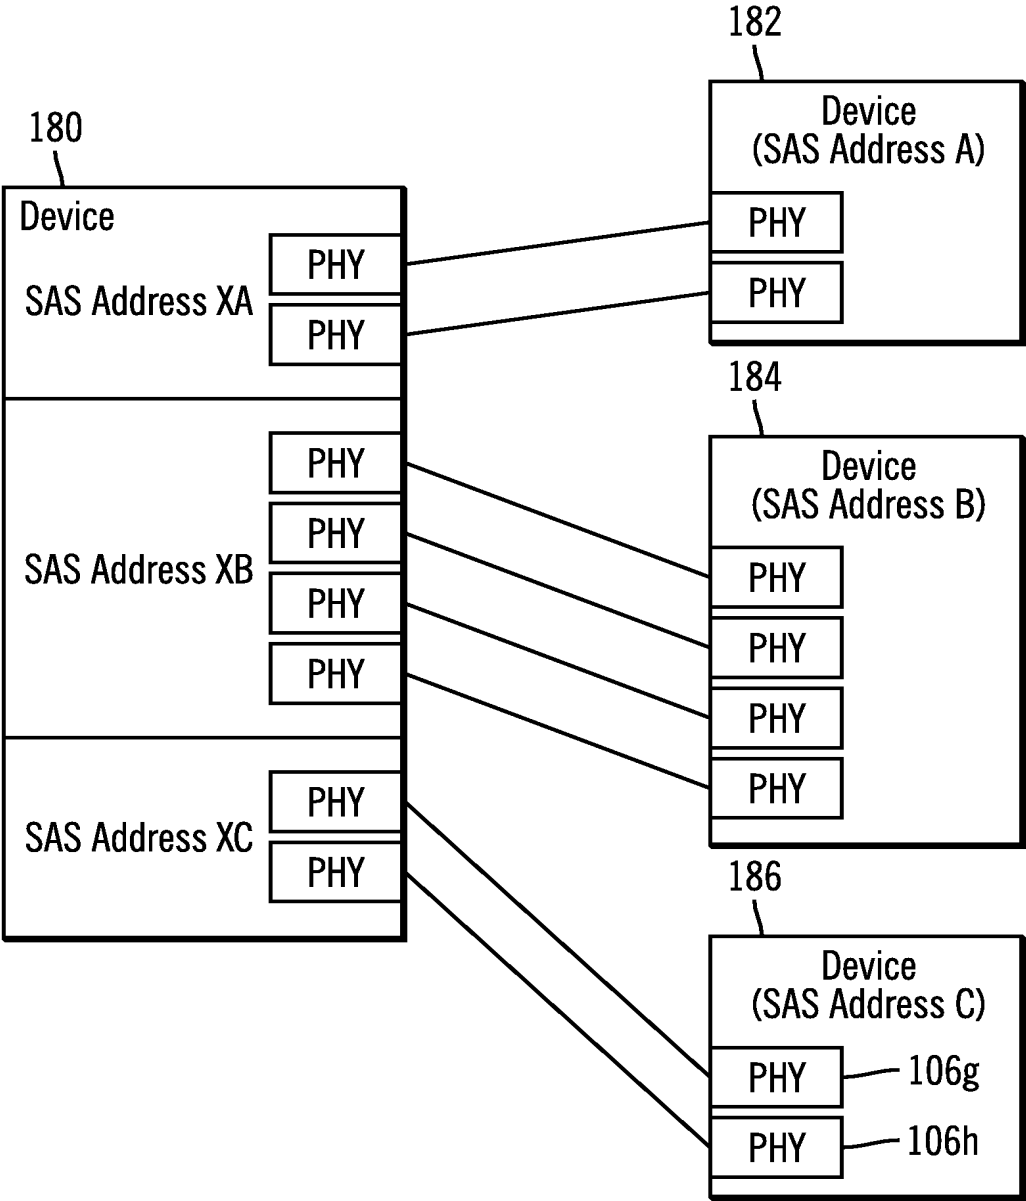 180
Device
SAS Address XA
PHY
PHY
SAS Address XB
PHY
PHY
PHY
PHY
SAS Address XC
PHY
PHY
182
Device
(SAS Address A)
PHY
PHY
184
Device
(SAS Address B)
PHY
PHY
PHY
PHY
186
Device
(SAS Address C)
PHY
106g
PHY
106h